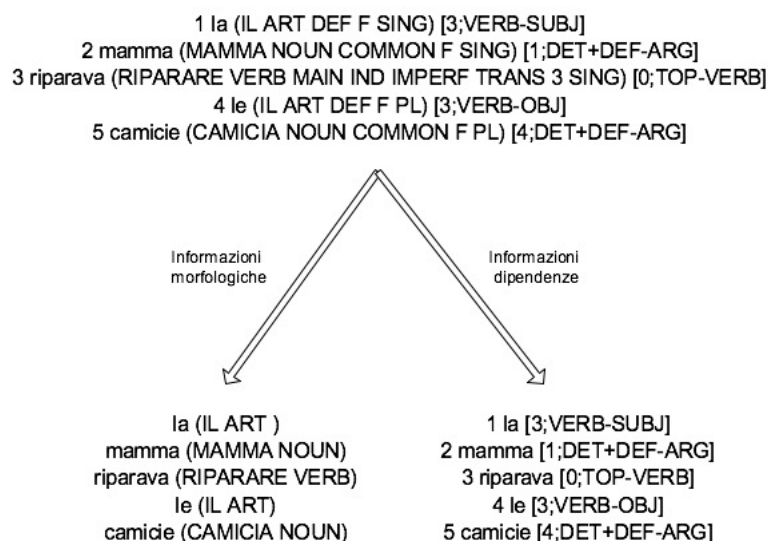 1 la (IL ART DEF F SING) [3;VERB-SUBJ]
2 mamma (MAMMA NOUN COMMON F SING) [1;DET+DEF-ARG]
3 riparava (RIPARARE VERB MAIN IND IMPERF TRANS 3 SING) [0;TOP-VERB]
4 le (IL ART DEF F PL) [3;VERB-OBJ]
5 camicie (CAMICIA NOUN COMMON F PL) [4;DET+DEF-ARG]
Informazioni
morfologiche
Informazioni
dipendenze
la (IL ART )
mamma (MAMMA NOUN)
riparava (RIPARARE VERB)
le (IL ART)
camicie (CAMICIA NOUN)
1 la [3;VERB-SUBJ]
2 mamma [1;DET+DEF-ARG]
3 riparava [0;TOP-VERB]
4 le [3;VERB-OBJ]
5 camicie [4;DET+DEF-ARG]